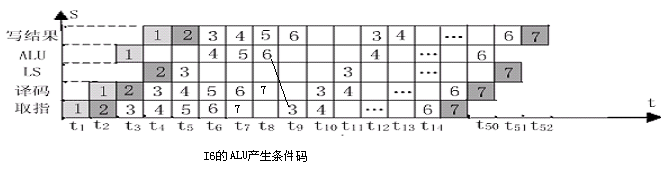 S
写结果 1 2 3 4 5 6 3 4 ... 6 7
ALU 1 4 5 6 4 ... 6
LS 2 3 3 7
译码 1 2 3 4 5 6 7 3 4 ... 6 7
取指 1 2 3 4 5 6 7 3 4 ... 6 7
t
t1 t2 t3 t4 t5 t6 t7 t8 t9 t10 t11 t12 t13 t14 t50 t51 t52
I6的ALU产生条件码